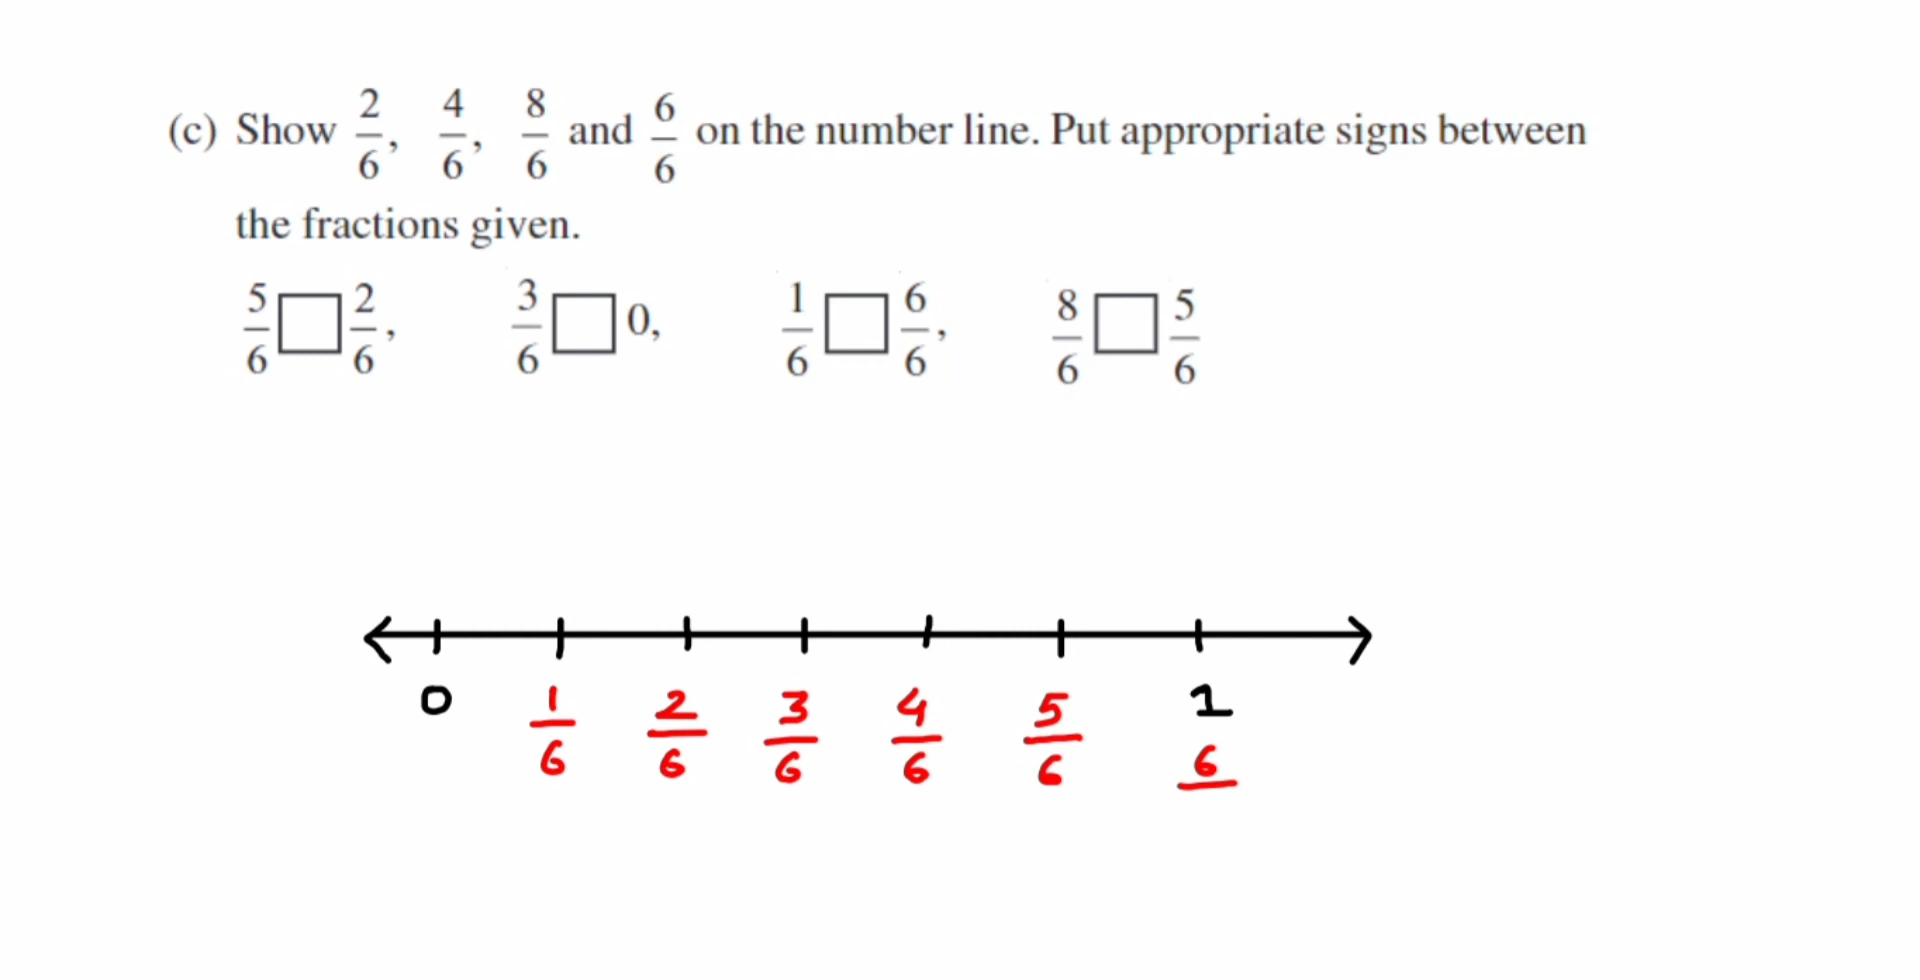 (c) Show 2/6, 4/6, 8/6 and 6/6 on the number line. Put appropriate signs between
the fractions given.
5/6 □ 2/6, 3/6 □ 0, 1/6 □ 6/6, 8/6 □ 5/6
0 1/6 2/6 3/6 4/6 5/6 1
6/